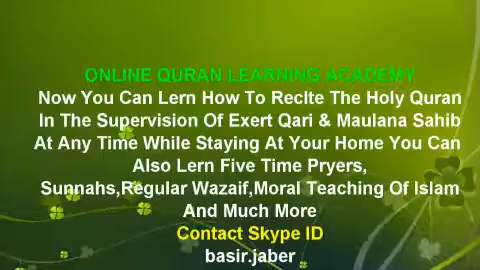 ONLINE QURAN LEARNING ACADEMY
Now You Can Lern How To RecIte The Holy Quran
In The Supervision Of Exert Qari & Maulana Sahib
At Any Time While Staying At Your Home You Can
Also Lern Five Time Pryers,
Sunnahs,Regular Wazaif,Moral Teaching Of Islam
And Much More
Contact Skype ID
basir.jaber